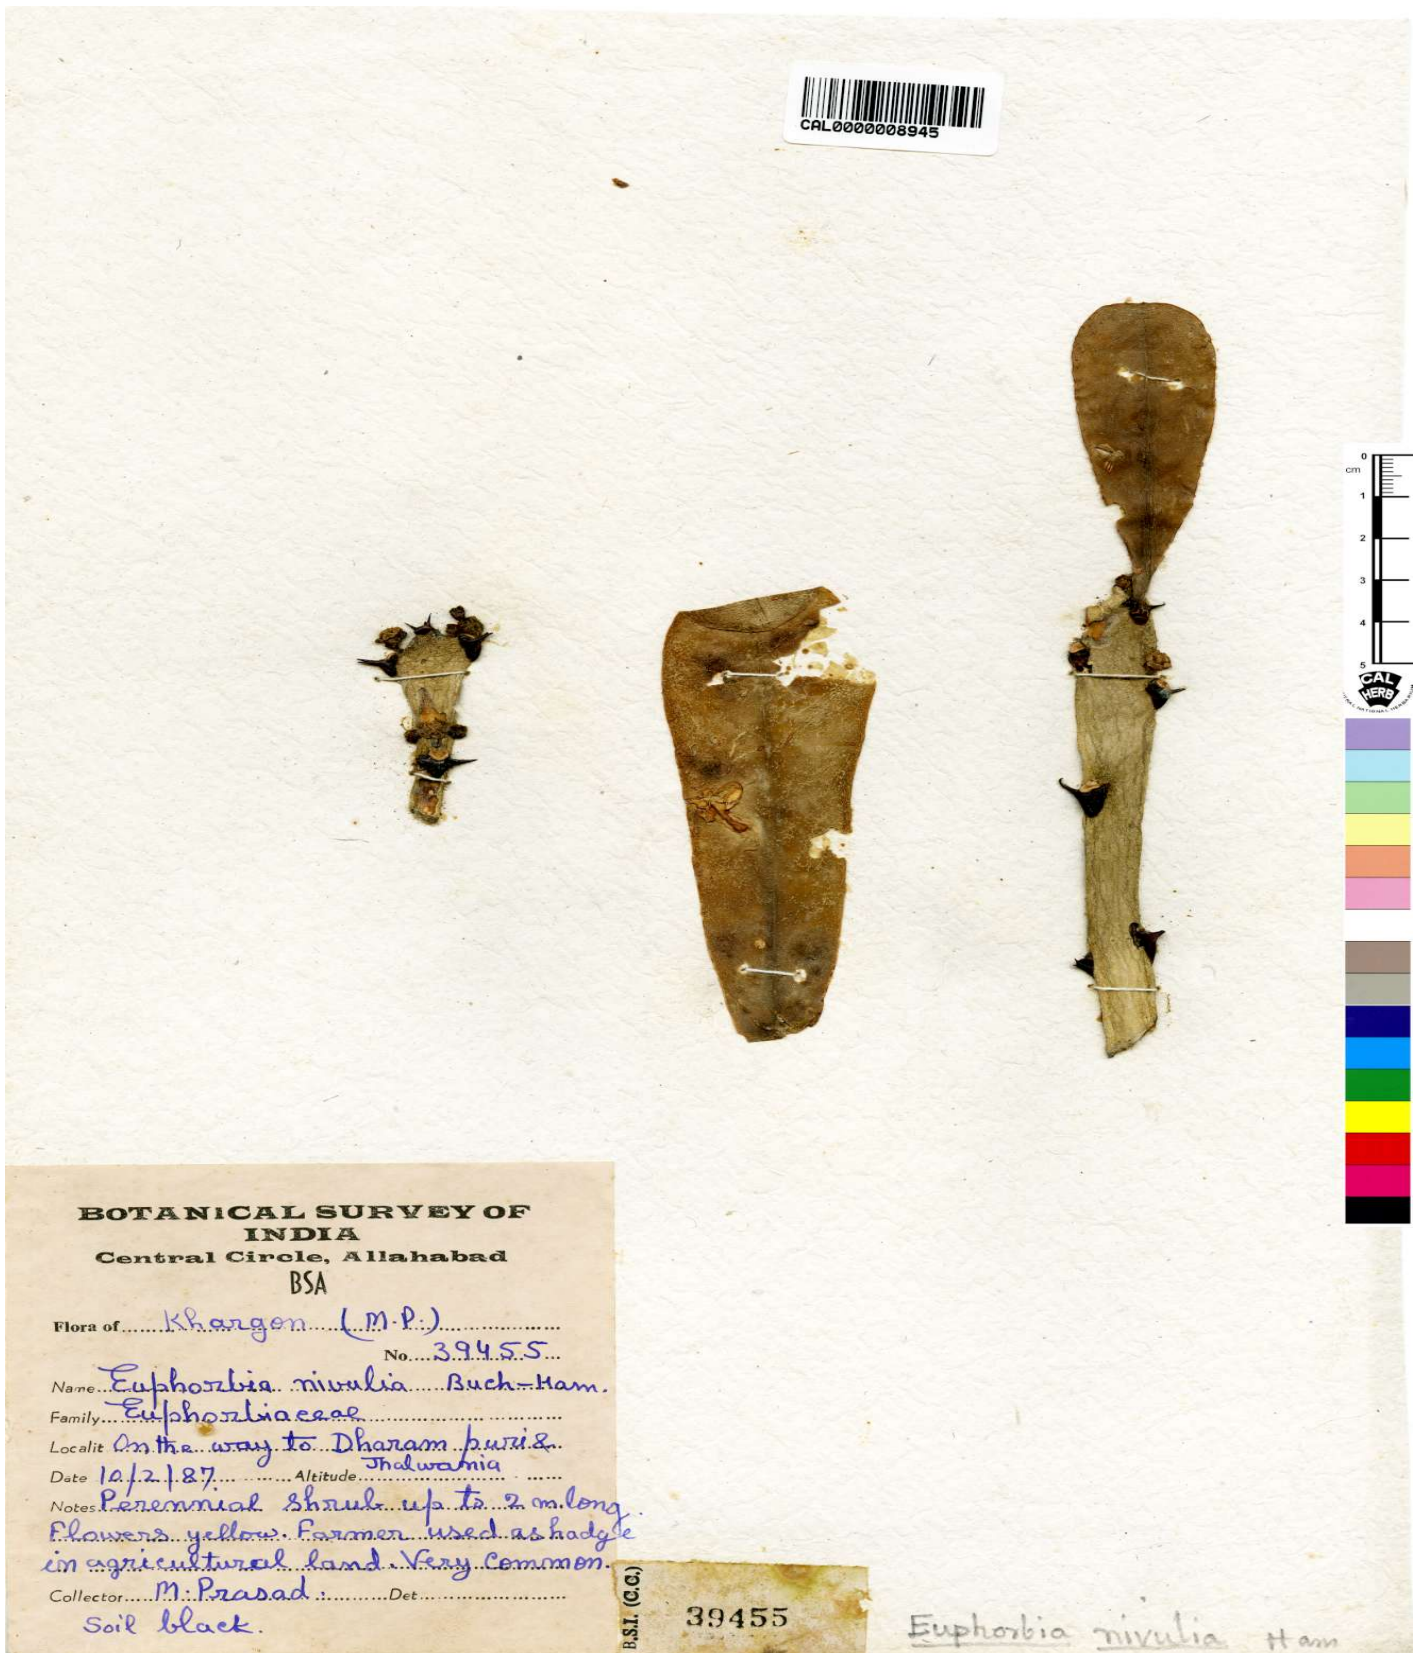 CAL0000008945
0
cm
1
2
3
4
5
CAL
HERB
BOTANICAL SURVEY OF
INDIA
Central Circle, Allahabad
BSA
Flora of Khargon (M.P.)
No. 39455
Name Euphorbia nivulia Buch-Ham.
Family Euphorbiaceae
Localit On the way to Dharam puri &
Date 10/2/87 Altitude Jhalwania
Notes Perennial shrub up to 2 m. long.
Flowers yellow. Farmer used as hadge
in agricultural land. Very common.
Collector M. Prasad. Det.
Soil black.
B.S.I. (C.C.)
39455
Euphorbia nivulia Ham